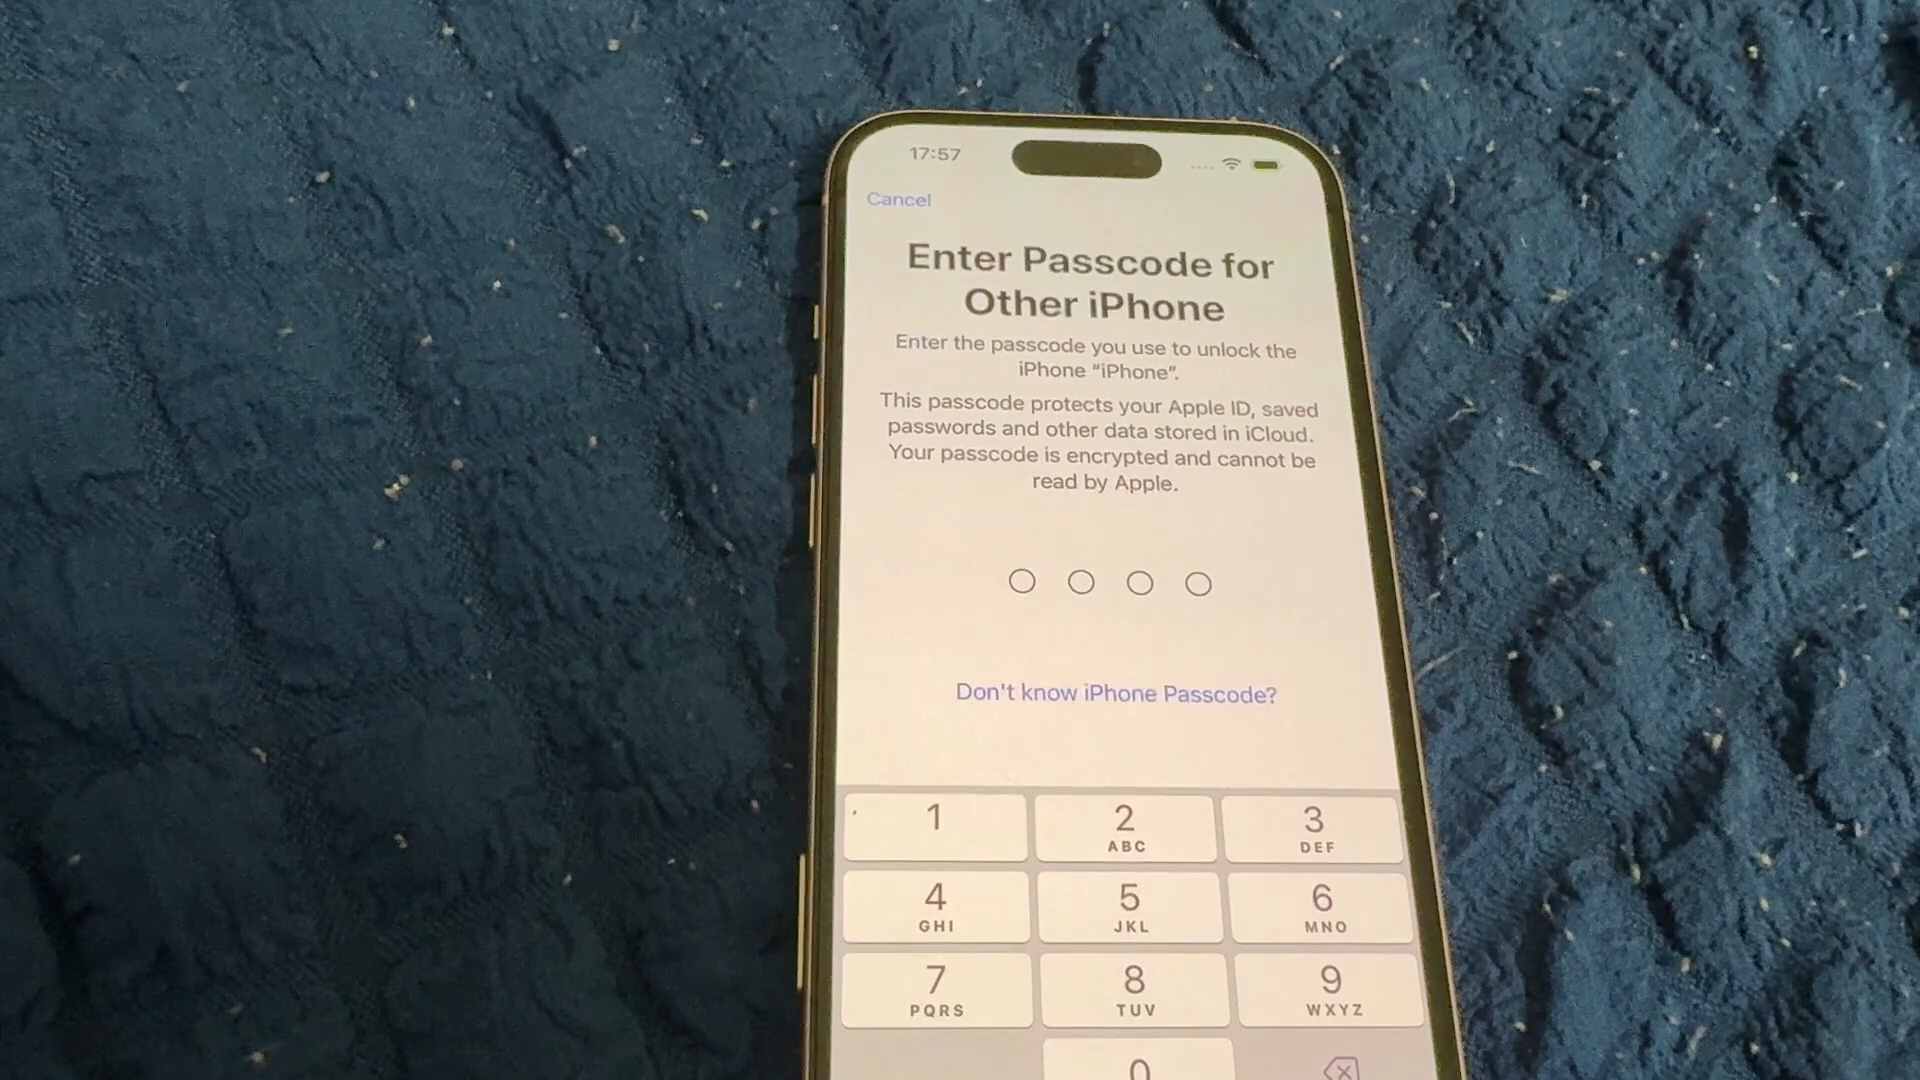 17:57
Cancel
Enter Passcode for
Other iPhone
Enter the passcode you use to unlock the
iPhone "iPhone".
This passcode protects your Apple ID, saved
passwords and other data stored in iCloud.
Your passcode is encrypted and cannot be
read by Apple.
Don't know iPhone Passcode?
1 2 3
ABC DEF
4 5 6
GHI JKL MNO
7 8 9
PQRS TUV WXYZ
0